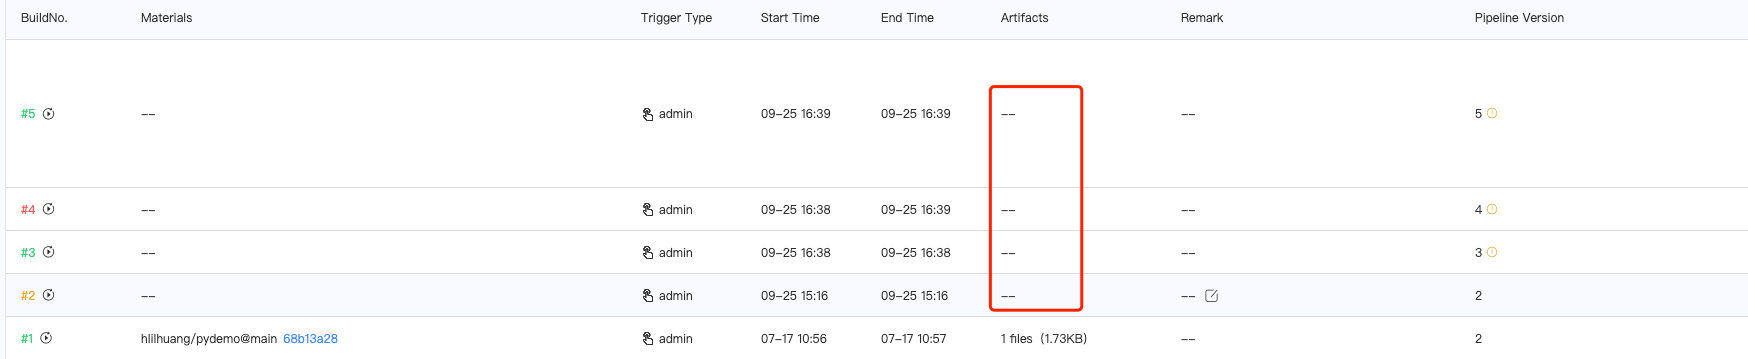 BuildNo. Materials Trigger Type Start Time End Time Artifacts Remark Pipeline Version
#5 -- admin 09-25 16:39 09-25 16:39 -- -- 5
#4 -- admin 09-25 16:38 09-25 16:39 -- -- 4
#3 -- admin 09-25 16:38 09-25 16:38 -- -- 3
#2 -- admin 09-25 15:16 09-25 15:16 -- -- 2
#1 hlilhuang/pydemo@main 68b13a28 admin 07-17 10:56 07-17 10:57 1 files (1.73KB) -- 2